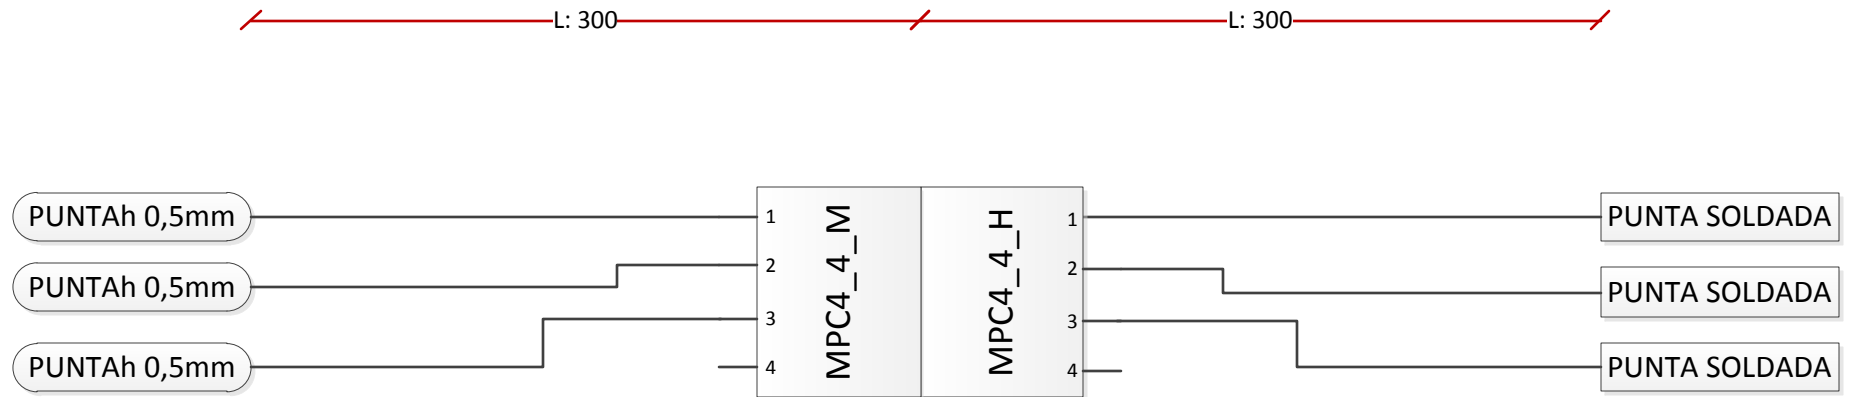 L: 300
L: 300
PUNTAh 0,5mm
1
MPC4_4_M
MPC4_4_H
1
PUNTA SOLDADA
PUNTAh 0,5mm
2
2
PUNTA SOLDADA
PUNTAh 0,5mm
3
3
PUNTA SOLDADA
4
4